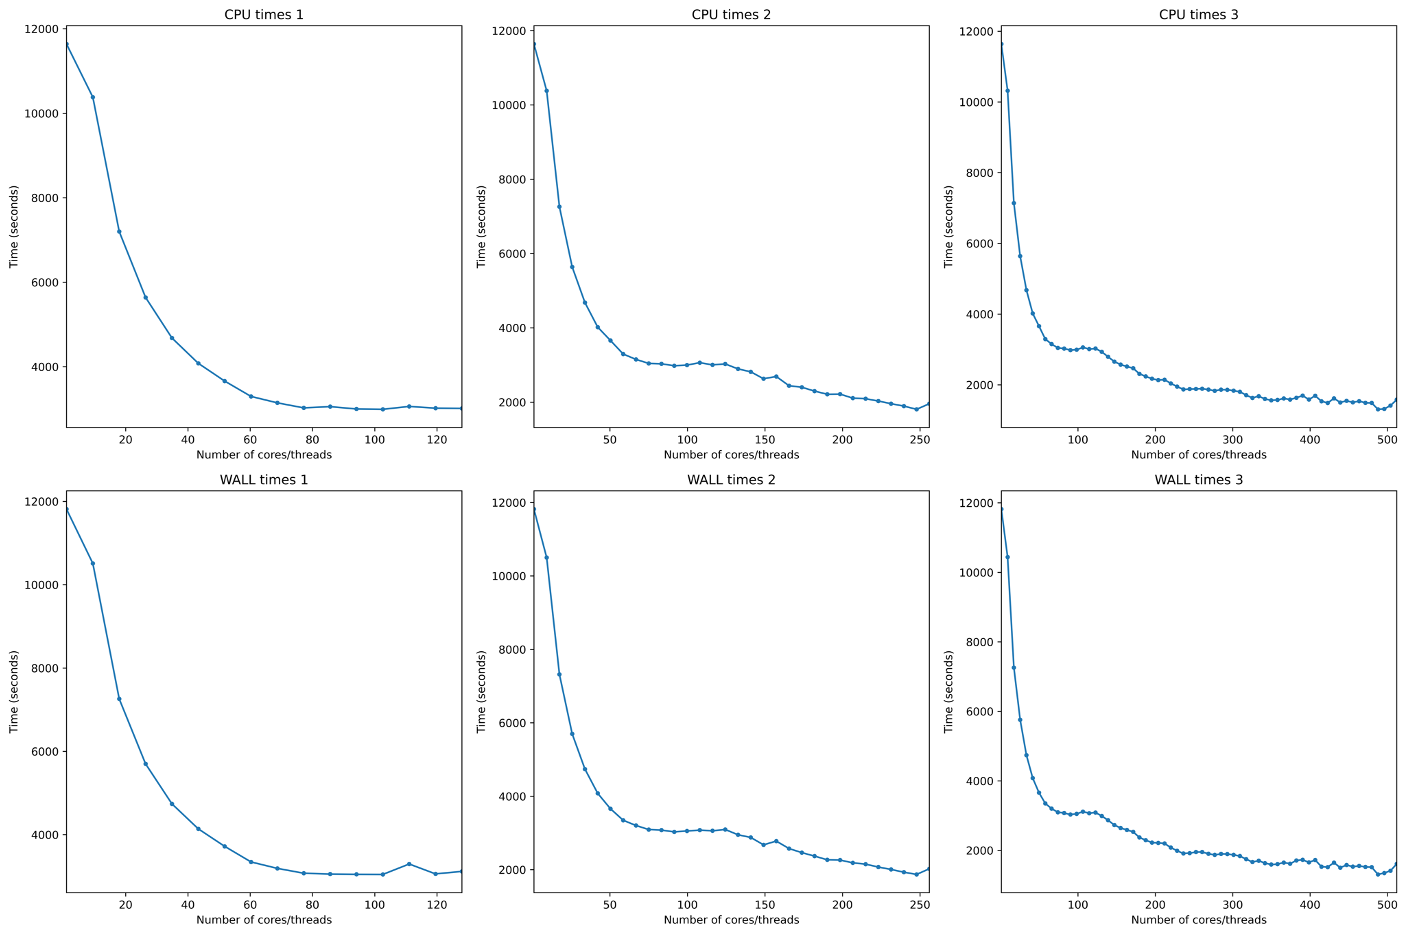 CPU times 1
12000
10000
8000
6000
4000
Time (seconds)
20 40 60 80 100 120
Number of cores/threads
CPU times 2
12000
10000
8000
6000
4000
2000
Time (seconds)
50 100 150 200 250
Number of cores/threads
CPU times 3
12000
10000
8000
6000
4000
2000
Time (seconds)
100 200 300 400 500
Number of cores/threads
WALL times 1
12000
10000
8000
6000
4000
Time (seconds)
20 40 60 80 100 120
Number of cores/threads
WALL times 2
12000
10000
8000
6000
4000
2000
Time (seconds)
50 100 150 200 250
Number of cores/threads
WALL times 3
12000
10000
8000
6000
4000
2000
Time (seconds)
100 200 300 400 500
Number of cores/threads